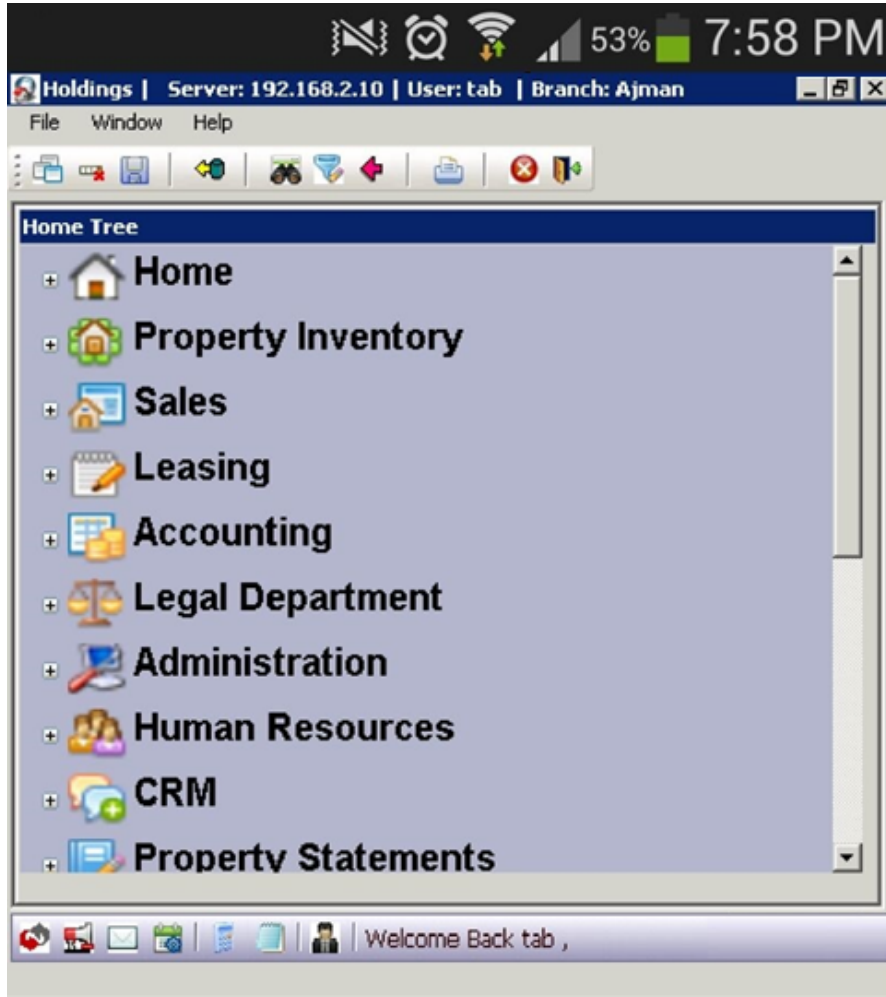 53% 7:58 PM
Holdings | Server: 192.168.2.10 | User: tab | Branch: Ajman
File Window Help
Home Tree
Home
Property Inventory
Sales
Leasing
Accounting
Legal Department
Administration
Human Resources
CRM
Property Statements
Welcome Back tab ,